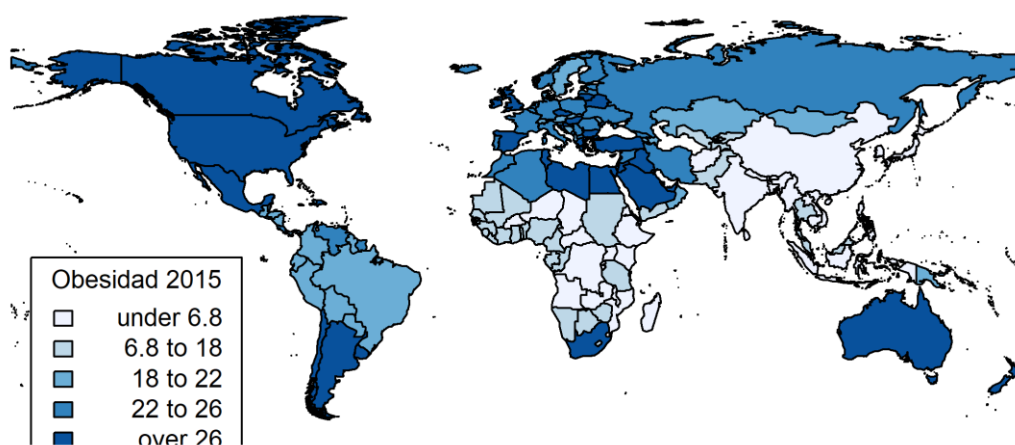 Obesidad 2015
under 6.8
6.8 to 18
18 to 22
22 to 26
over 26